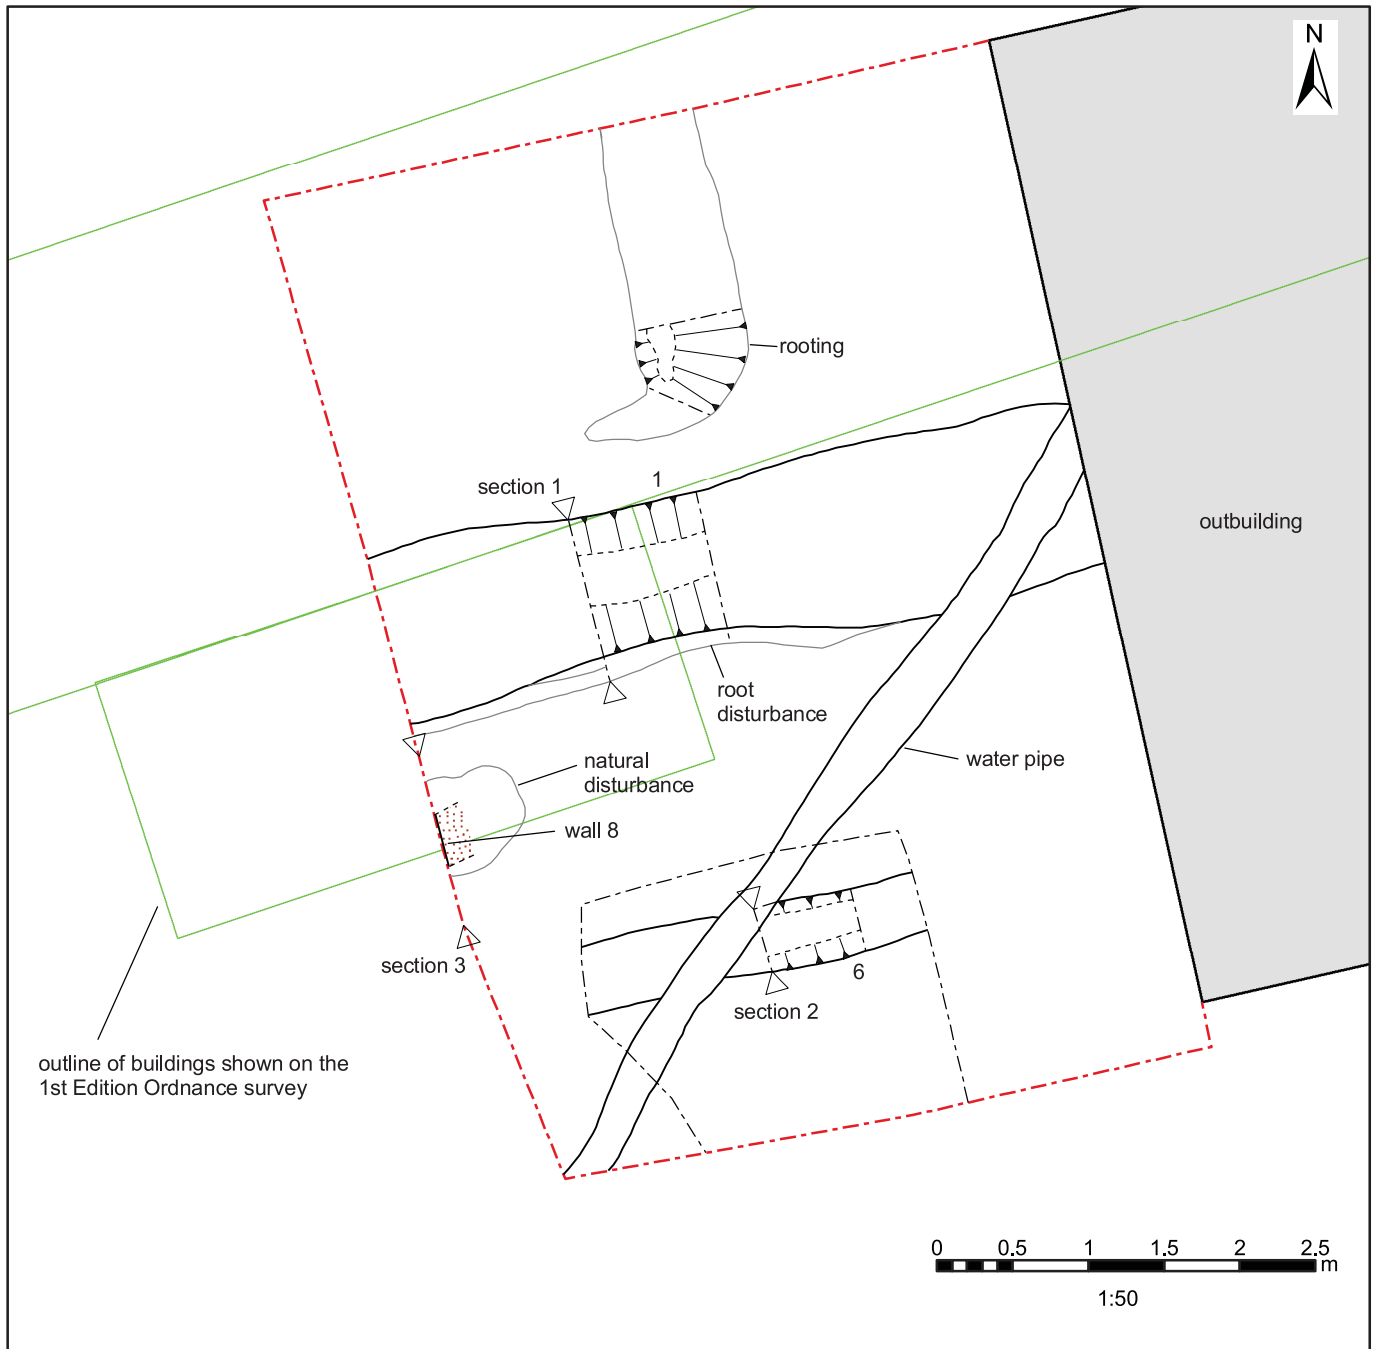 N
rooting
section 1
1
outbuilding
root
disturbance
natural
disturbance
water pipe
wall 8
section 3
6
section 2
outline of buildings shown on the
1st Edition Ordnance survey
0 0.5 1 1.5 2 2.5
m
1:50